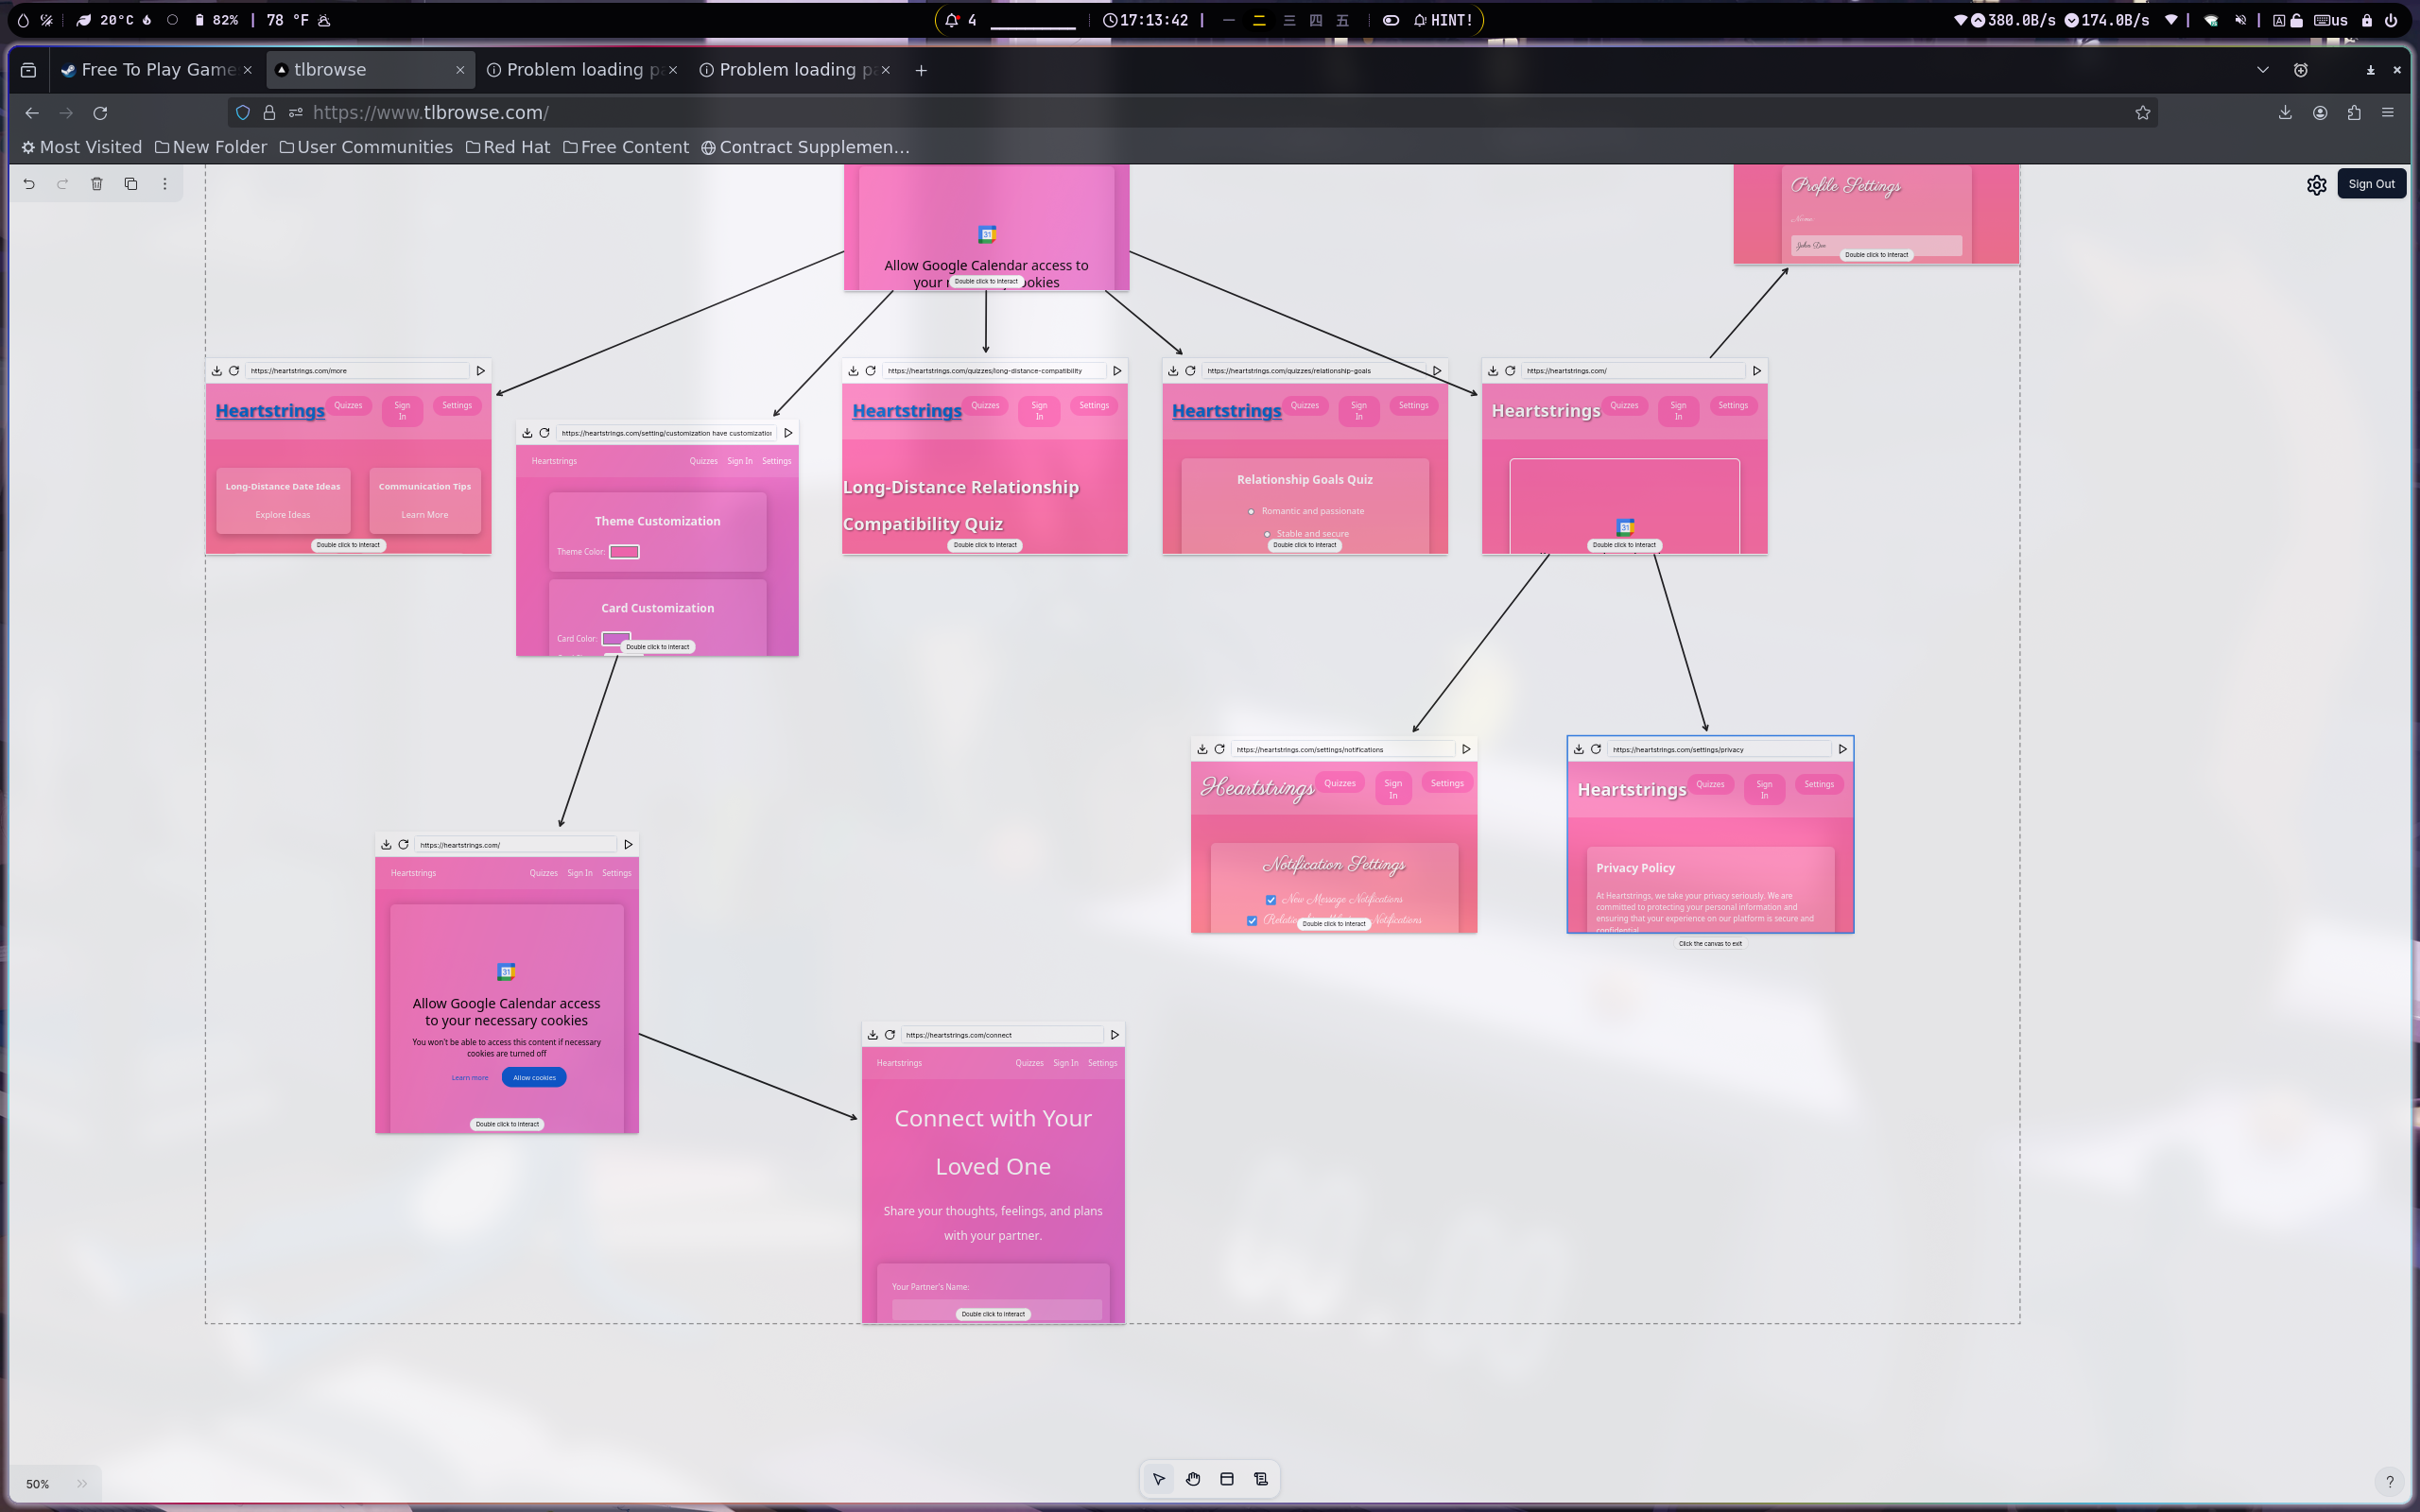 20°C
82%
78 °F
4
17:13:42
一 二 三 四 五
HINT!
380.0B/s
174.0B/s
A
us
Free To Play Game
tlbrowse
Problem loading pa
Problem loading pa
https://www.tlbrowse.com/
Most Visited
New Folder
User Communities
Red Hat
Free Content
Contract Supplemen…
Sign Out
31
Allow Google Calendar access to
your
cookies
Double click to interact
Profile Settings
Name
John Doe
Double click to interact
https://heartstrings.com/more
Heartstrings
Quizzes
Sign
In
Settings
Long-Distance Date Ideas
Explore Ideas
Communication Tips
Learn More
Double click to interact
https://heartstrings.com/setting/customization have customization
Heartstrings
Quizzes
Sign In
Settings
Theme Customization
Theme Color:
Card Customization
Card Color:
Double click to interact
https://heartstrings.com/quizzes/long-distance-compatibility
Heartstrings
Quizzes
Sign
In
Settings
Long-Distance Relationship
Compatibility Quiz
Double click to interact
https://heartstrings.com/quizzes/relationship-goals
Heartstrings
Quizzes
Sign
In
Settings
Relationship Goals Quiz
Romantic and passionate
Stable and secure
Double click to interact
https://heartstrings.com/
Heartstrings
Quizzes
Sign
In
Settings
31
Double click to interact
https://heartstrings.com/settings/notifications
Heartstrings
Quizzes
Sign
In
Settings
Notification Settings
New Message Notifications
Notifications
Double click to interact
https://heartstrings.com/settings/privacy
Heartstrings
Quizzes
Sign
In
Settings
Privacy Policy
At Heartstrings, we take your privacy seriously. We are
committed to protecting your personal information and
ensuring that your experience on our platform is secure and
confidential.
Click the canvas to exit
https://heartstrings.com/
Heartstrings
Quizzes
Sign In
Settings
31
Allow Google Calendar access
to your necessary cookies
You won't be able to access this content if necessary
cookies are turned off
Learn more
Allow cookies
Double click to interact
https://heartstrings.com/connect
Heartstrings
Quizzes
Sign In
Settings
Connect with Your
Loved One
Share your thoughts, feelings, and plans
with your partner.
Your Partner's Name:
Double click to interact
50%
?